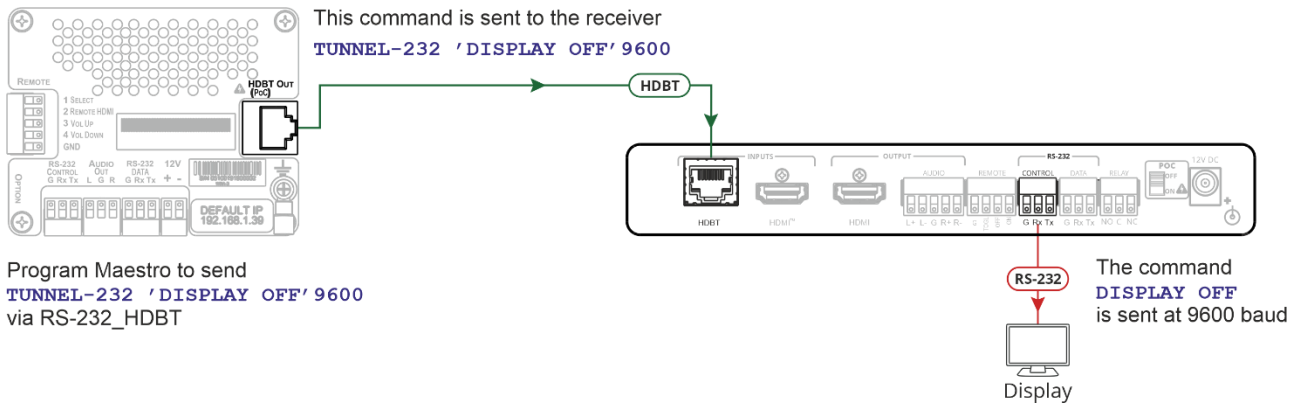 This command is sent to the receiver
TUNNEL-232 'DISPLAY OFF'9600
REMOTE
HDBT OUT
(PoC)
1 SELECT
2 REMOTE HDMI
3 VOL UP
4 VOL DOWN
GND
RS-232
CONTROL
G Rx Tx
AUDIO
OUT
L G R
RS-232
DATA
G Rx Tx
12V
+ -
OPTION
DEFAULT IP
192.168.1.39
HDBT
INPUTS
OUTPUT
RS-232
AUDIO
REMOTE
CONTROL
DATA
RELAY
POC
OFF
ON
12V DC
HDBT
HDMI™
HDMI
L+ L- G R+ R-
G Rx Tx
G Rx Tx
NO C NC
Program Maestro to send
TUNNEL-232 'DISPLAY OFF'9600
via RS-232_HDBT
RS-232
The command
DISPLAY OFF
is sent at 9600 baud
Display